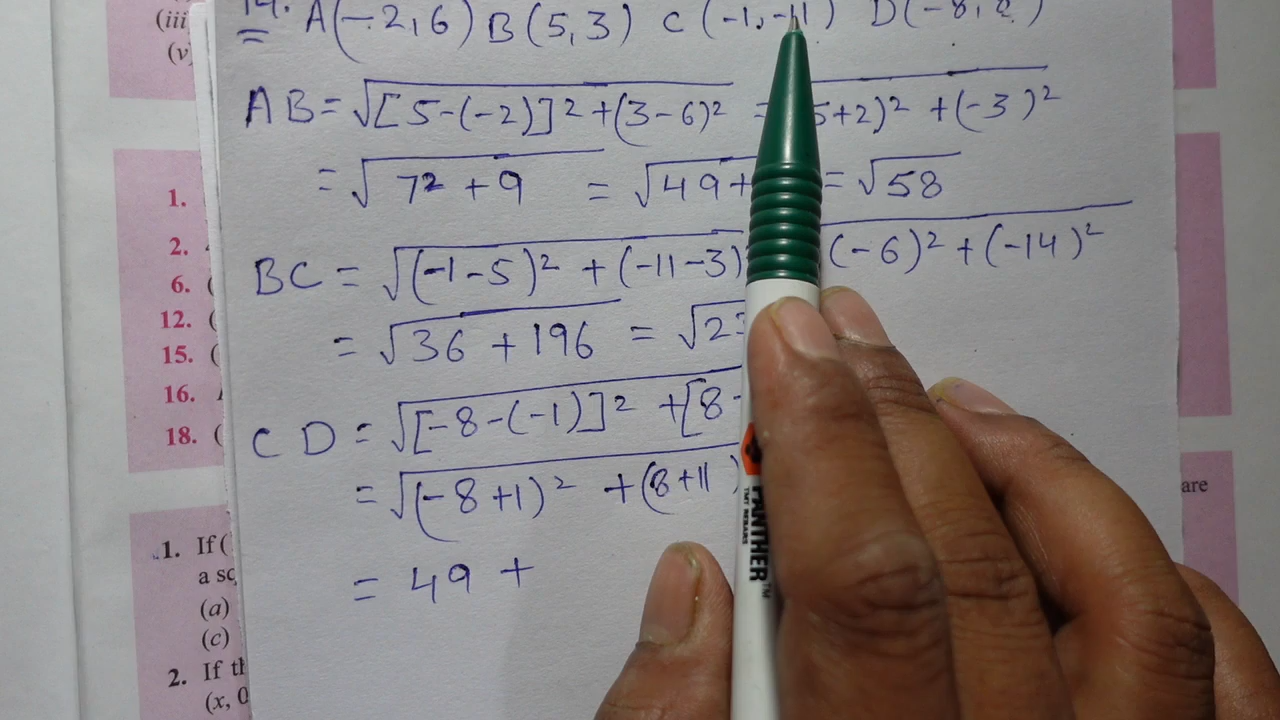 (iii)
(v)
14. A(-2,6) B(5,3) C(-1,-11) D(-8,
AB = √[5-(-2)]² + (3-6)² = 5+2)² + (-3)²
= √7² + 9 = √49+ = √58
BC = √(-1-5)² + (-11-3) (-6)² + (-14)²
= √36 + 196 = √2
CD = √[-8-(-1)]² + [8-
= √(-8+1)² + (8+11)
= 49 +
1.
2.
6.
12.
15.
16.
18.
1. If (
a
(a)
(c)
2. If
(x, 0
are
PANTHER™